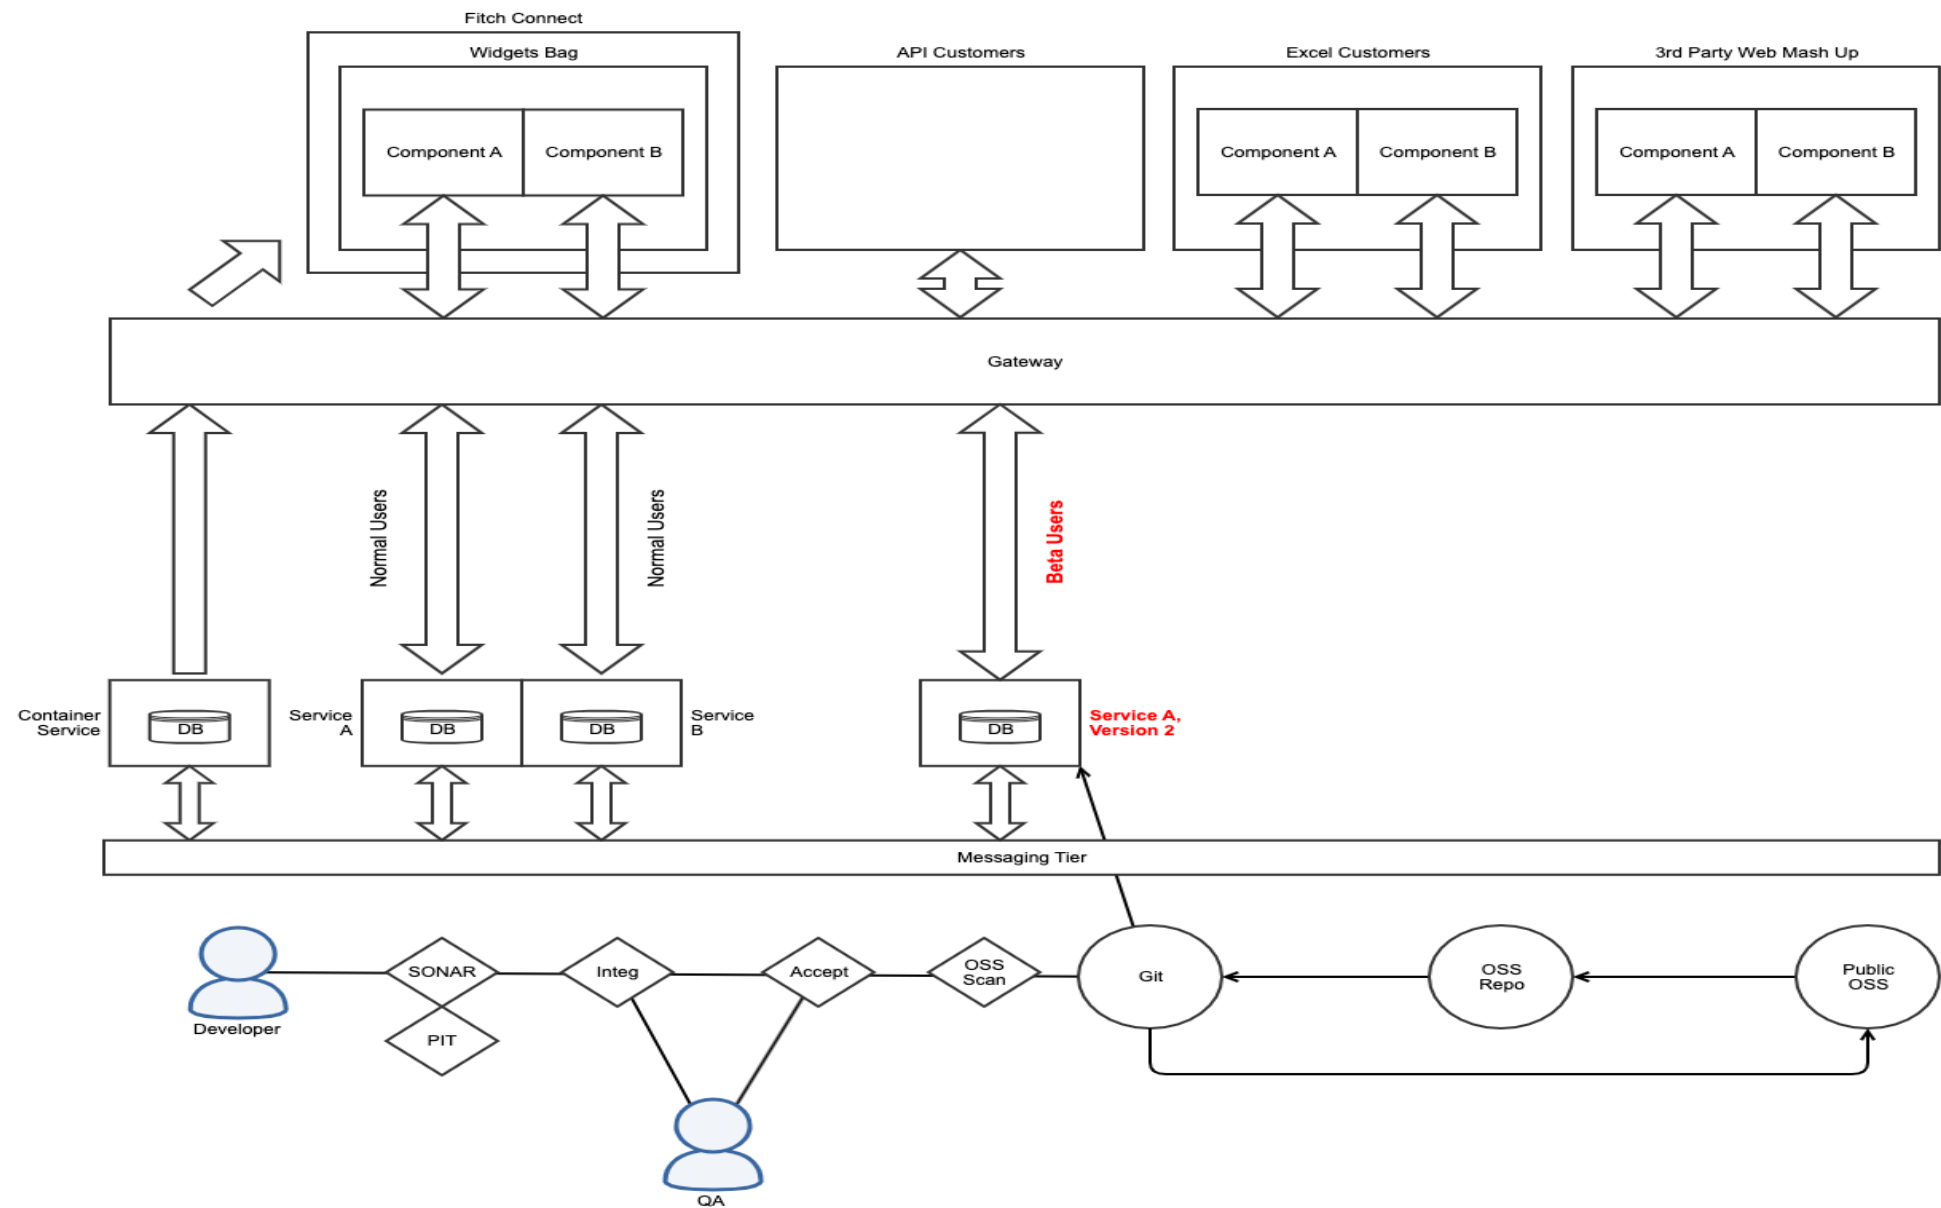 Fitch Connect
Widgets Bag
API Customers
Excel Customers
3rd Party Web Mash Up
Component A
Component B
Component A
Component B
Component A
Component B
Gateway
Normal Users
Normal Users
Beta Users
Container
Service
DB
Service
A
DB
DB
Service
B
DB
Service A,
Version 2
Messaging Tier
Developer
SONAR
PIT
Integ
Accept
OSS
Scan
Git
OSS
Repo
Public
OSS
QA